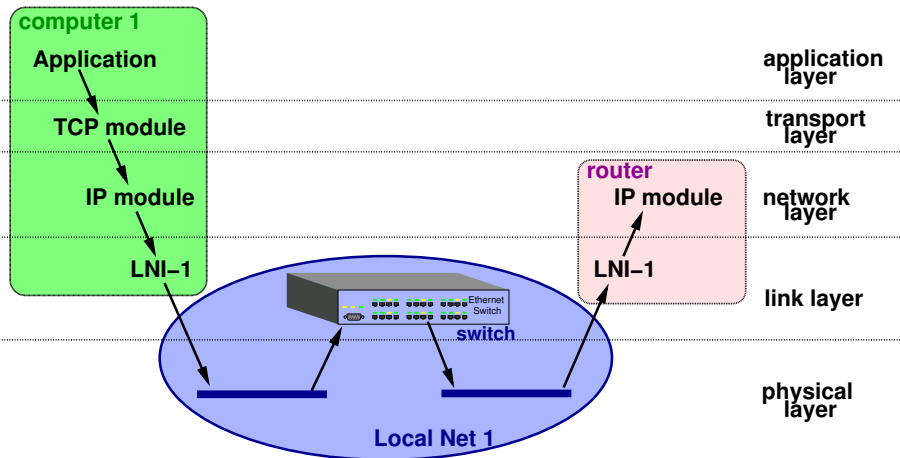 computer 1
Application
application
layer
TCP module
transport
layer
router
IP module
IP module
network
layer
LNI–1
LNI–1
Ethernet
Switch
switch
link layer
physical
layer
Local Net 1